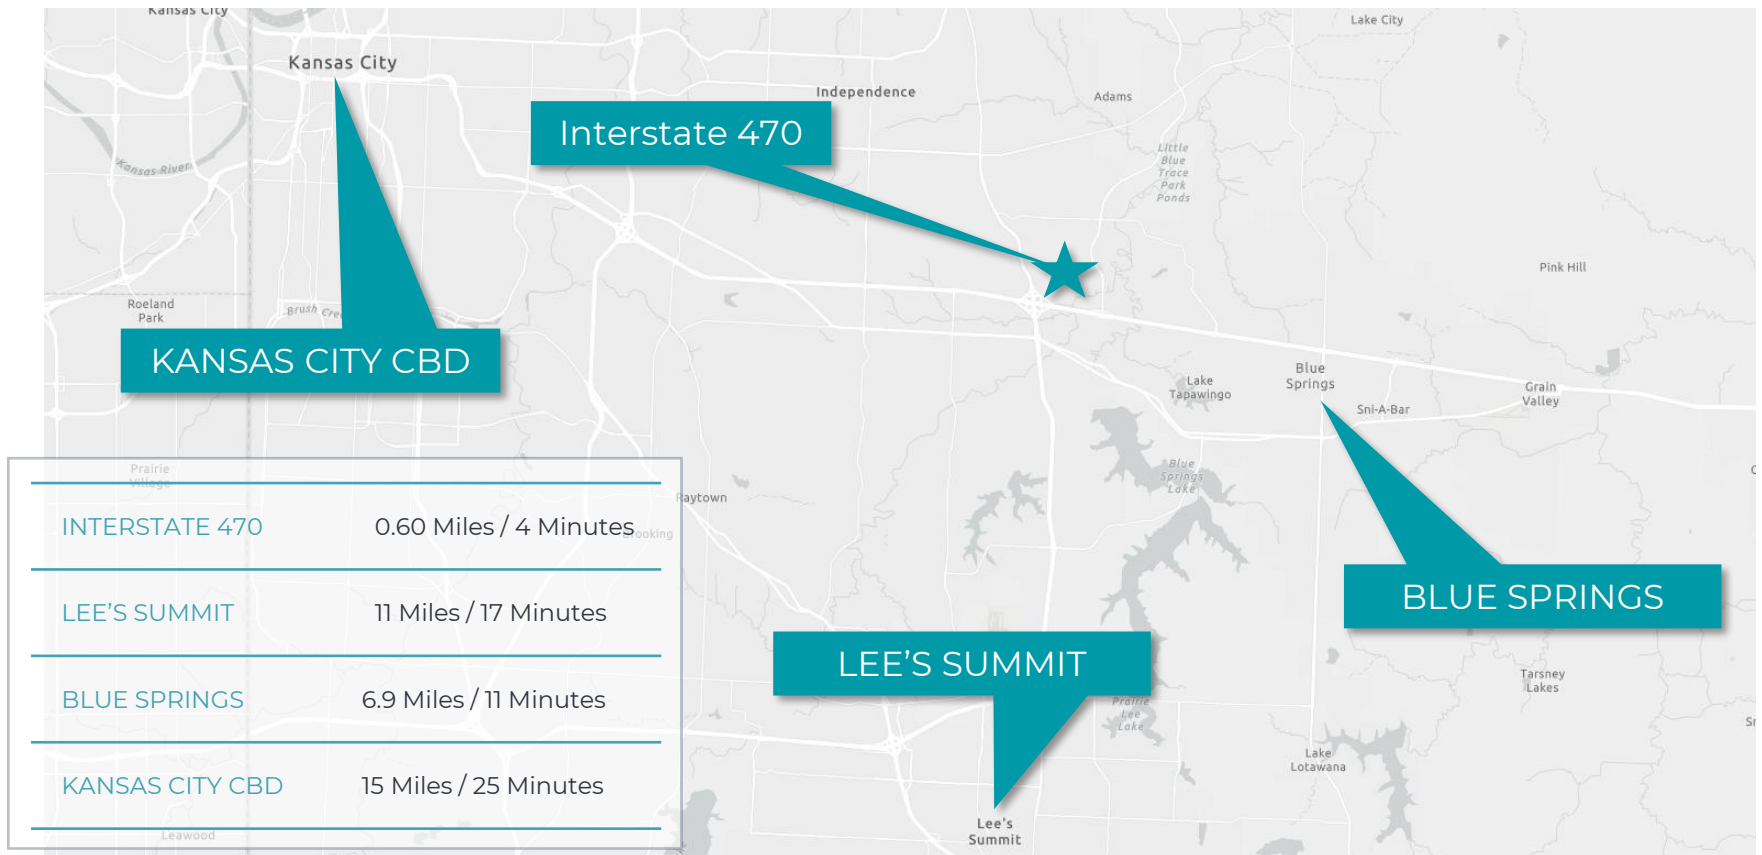 Kansas City
Lake City
Kansas City
Independence
Adams
Interstate 470
Little
Blue
Trace
Park
Ponds
Kansas River
Pink Hill
Roeland
Park
KANSAS CITY CBD
Blue
Springs
Lake
Tapawingo
Grain
Valley
Sni-A-Bar
Prairie
Village
Blue
Springs
Lake
Raytown
INTERSTATE 470 0.60 Miles / 4 Minutes
LEE’S SUMMIT 11 Miles / 17 Minutes
BLUE SPRINGS 6.9 Miles / 11 Minutes
KANSAS CITY CBD 15 Miles / 25 Minutes
BLUE SPRINGS
LEE’S SUMMIT
Tarsney
Lakes
Prairie
Lee
Lake
Lake
Lotawana
Lee's
Summit
Leawood